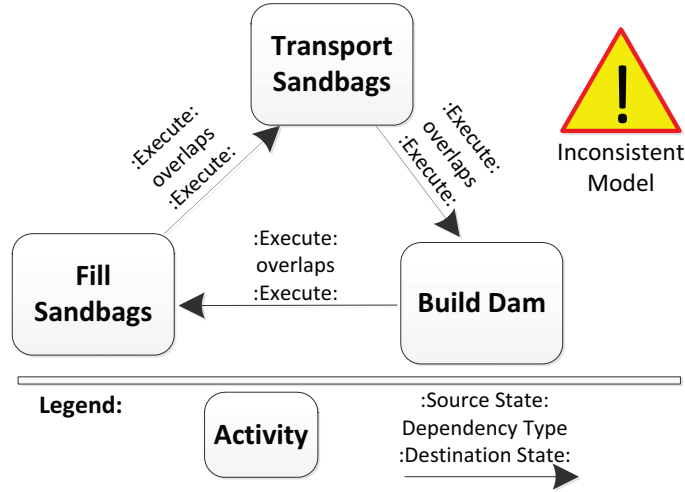 Transport
Sandbags
!
Inconsistent
Model
:Execute:
overlaps
:Execute:
:Execute:
overlaps
:Execute:
:Execute:
overlaps
:Execute:
Fill
Sandbags
Build Dam
Legend:
Activity
:Source State:
Dependency Type
:Destination State: